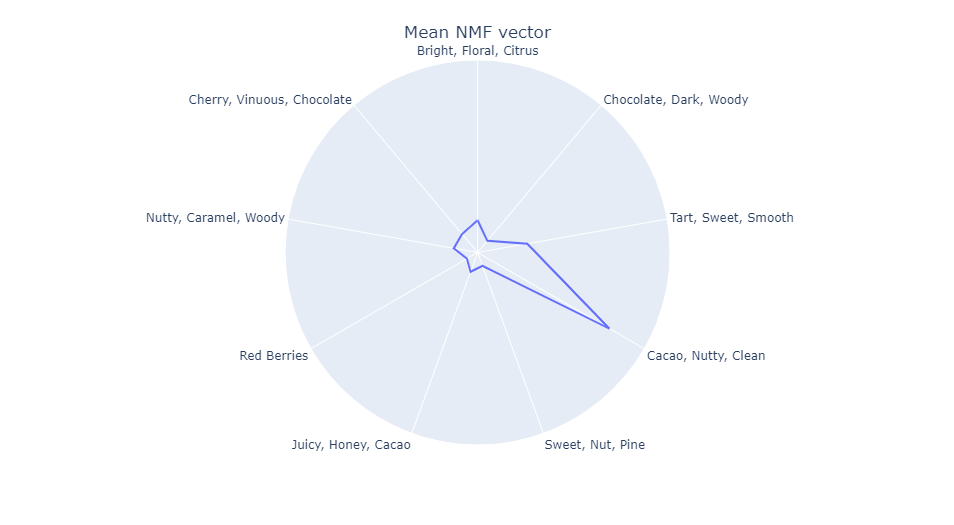 Mean NMF vector
Bright, Floral, Citrus
Cherry, Vinuous, Chocolate
Chocolate, Dark, Woody
Nutty, Caramel, Woody
Tart, Sweet, Smooth
Red Berries
Cacao, Nutty, Clean
Juicy, Honey, Cacao
Sweet, Nut, Pine